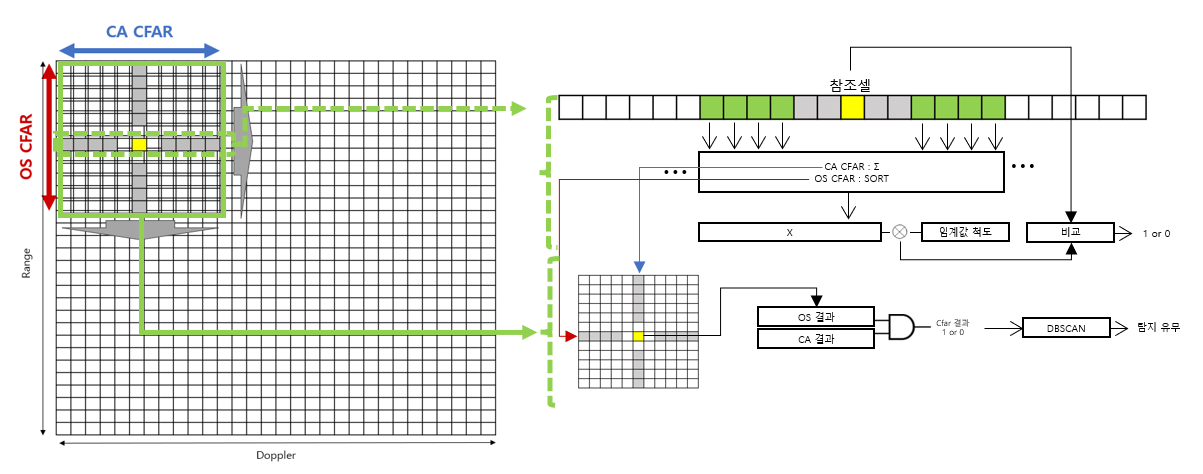 CA CFAR
OS CFAR
Range
Doppler
참조셀
•••
CA CFAR : Σ
OS CFAR : SORT
•••
X
임계값 척도
비교
1 or 0
OS 결과
CA 결과
Cfar 결과
1 or 0
DBSCAN
탐지 유무